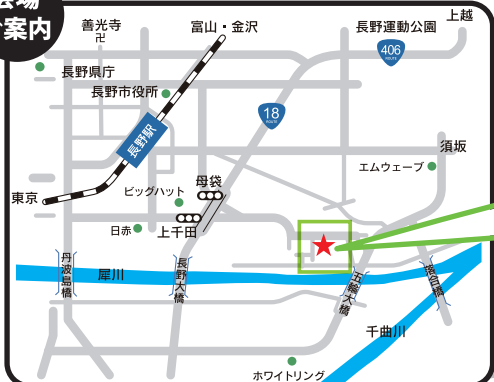 会場
ご案内
善光寺
卍
富山・金沢
長野運動公園
上越
406
ROUTE
長野県庁
長野市役所
18
ROUTE
長野駅
須坂
エムウェーブ
母袋
ビッグハット
東京
日赤
上千田
丹波島橋
犀川
長野大橋
五輪大橋
落合橋
千曲川
ホワイトリング